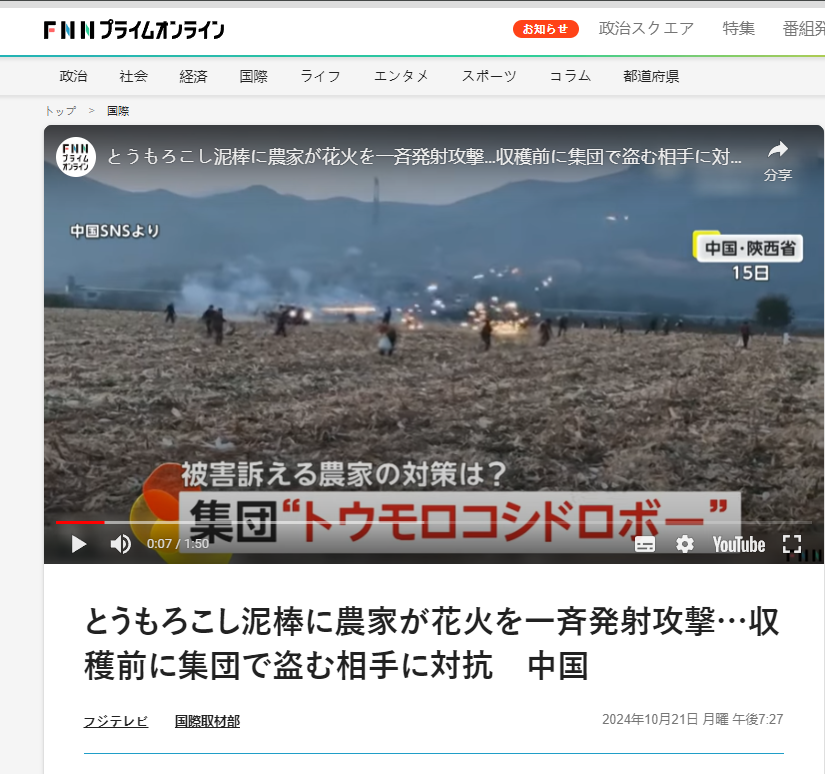 FNNプライムオンライン
お知らせ 政治スクエア 特集 番組発
政治 社会 経済 国際 ライフ エンタメ スポーツ コラム 都道府県
トップ > 国際
FNN
プライム
オンライン
とうもろこし泥棒に農家が花火を一斉発射攻撃…収穫前に集団で盗む相手に対...
分享
中国SNSより
中国・陝西省
15日
被害訴える農家の対策は？
集団“トウモロコシドロボー”
0:07 / 1:50
YouTube
とうもろこし泥棒に農家が花火を一斉発射攻撃…収
穫前に集団で盗む相手に対抗　中国
フジテレビ 国際取材部
2024年10月21日 月曜 午後7:27